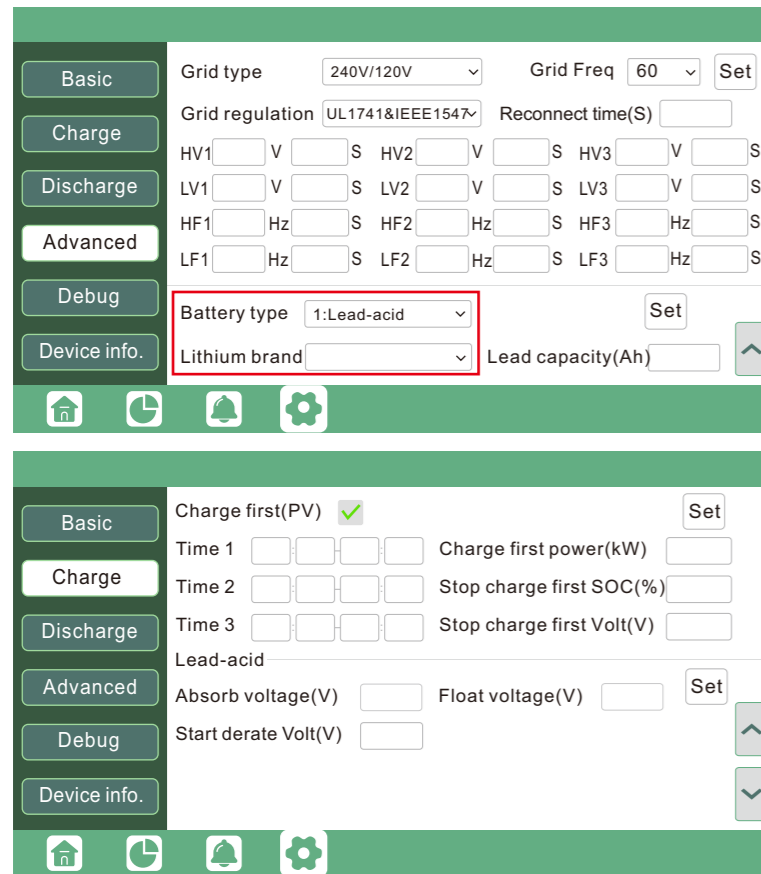 Basic
Charge
Discharge
Advanced
Debug
Device info.
Grid type 240V/120V Grid Freq 60 Set
Grid regulation UL1741&IEEE1547 Reconnect time(S)
HV1 V S HV2 V S HV3 V S
LV1 V S LV2 V S LV3 V S
HF1 Hz S HF2 Hz S HF3 Hz S
LF1 Hz S LF2 Hz S LF3 Hz S
Battery type 1:Lead-acid Set
Lithium brand Lead capacity(Ah)
Basic
Charge
Discharge
Advanced
Debug
Device info.
Charge first(PV) Set
Time 1 : - : Charge first power(kW)
Time 2 : - : Stop charge first SOC(%)
Time 3 : - : Stop charge first Volt(V)
Lead-acid
Absorb voltage(V) Float voltage(V) Set
Start derate Volt(V)